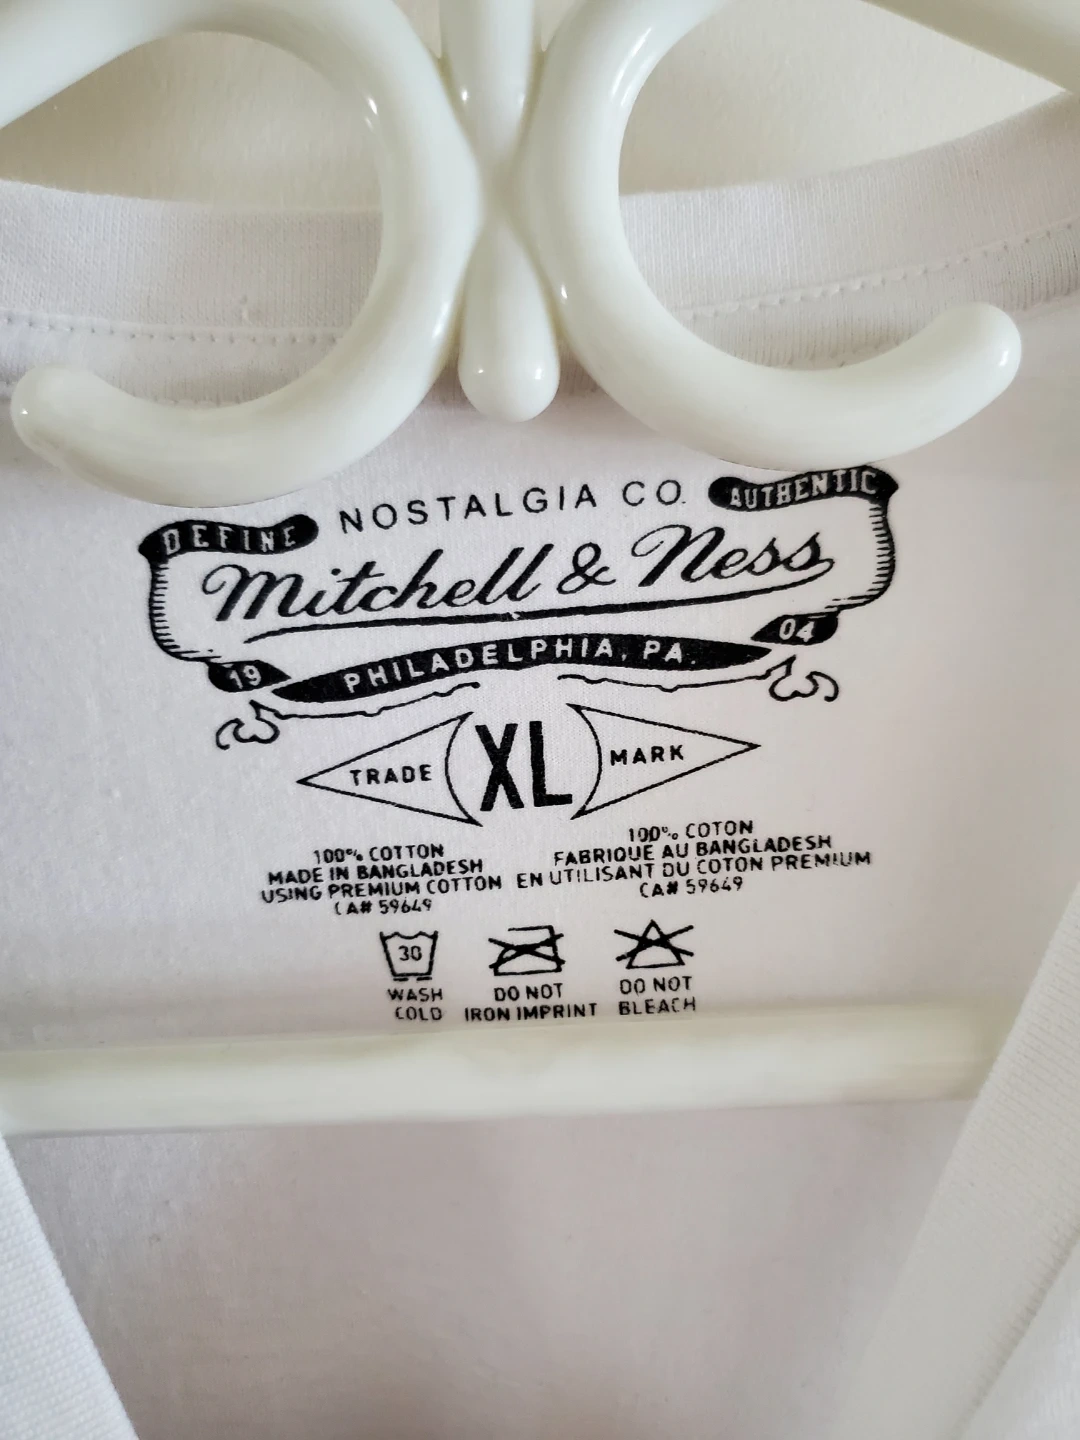 NOSTALGIA CO.
DEFINE AUTHENTIC
Mitchell & Ness
19 PHILADELPHIA, PA. 04
TRADE XL MARK
100% COTTON
MADE IN BANGLADESH
USING PREMIUM COTTON
CA# 59649
100% COTON
FABRIQUE AU BANGLADESH
EN UTILISANT DU COTON PREMIUM
CA# 59649
30
WASH
COLD
DO NOT
IRON IMPRINT
DO NOT
BLEACH